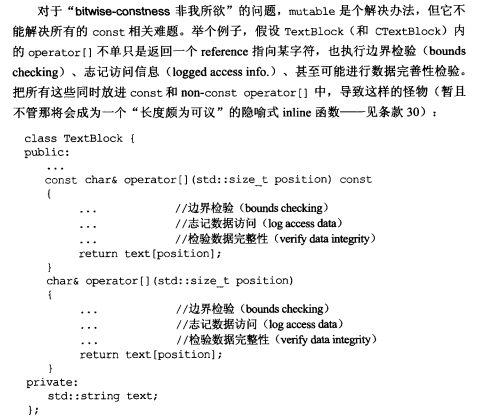 对于“bitwise-constness 非我所欲”的问题，mutable 是个解决办法，但它不
能解决所有的 const 相关难题。举个例子，假设 TextBlock（和 CTextBlock）内
的 operator[] 不单只是返回一个 reference 指向某字符，也执行边界检验（bounds
checking）、志记访问信息（logged access info.）、甚至可能进行数据完善性检验。
把所有这些同时放进 const 和 non-const operator[] 中，导致这样的怪物（暂且
不管那将会成为一个“长度颇为可议”的隐喻式 inline 函数——见条款 30）：
class TextBlock {
public:
...
const char& operator[](std::size_t position) const
{
... //边界检验（bounds checking）
... //志记数据访问（log access data）
... //检验数据完整性（verify data integrity）
return text[position];
}
char& operator[](std::size_t position)
{
... //边界检验（bounds checking）
... //志记数据访问（log access data）
... //检验数据完整性（verify data integrity）
return text[position];
}
private:
std::string text;
};